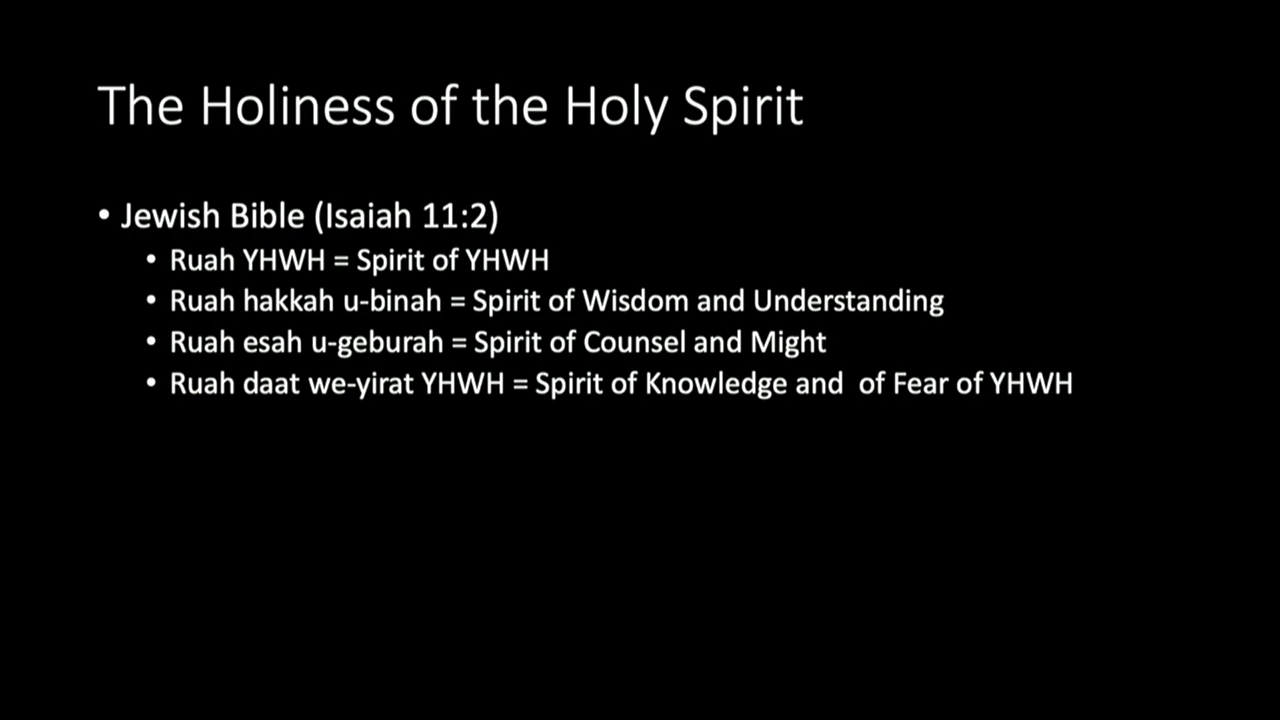 The Holiness of the Holy Spirit
• Jewish Bible (Isaiah 11:2)
• Ruah YHWH = Spirit of YHWH
• Ruah hakkah u-binah = Spirit of Wisdom and Understanding
• Ruah esah u-geburah = Spirit of Counsel and Might
• Ruah daat we-yirat YHWH = Spirit of Knowledge and  of Fear of YHWH